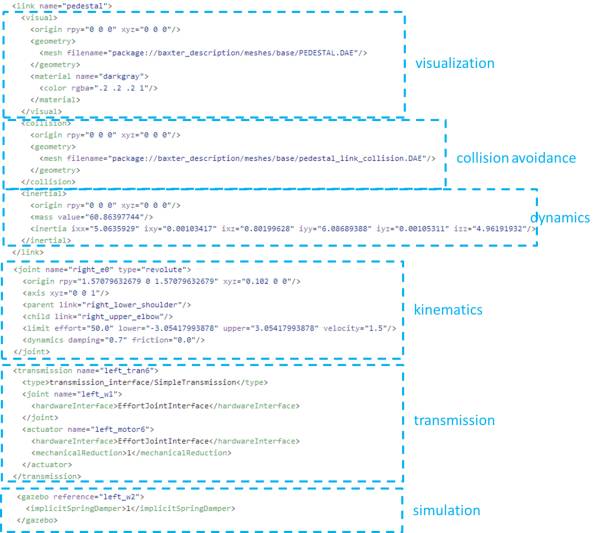 <link name="pedestal">
<visual>
<origin rpy="0 0 0" xyz="0 0 0"/>
<geometry>
<mesh filename="package://baxter_description/meshes/base/PEDESTAL.DAE"/>
</geometry>
<material name="darkgray">
<color rgba=".2 .2 .2 1"/>
</material>
</visual>
visualization
<collision>
<origin rpy="0 0 0" xyz="0 0 0"/>
<geometry>
<mesh filename="package://baxter_description/meshes/base/pedestal_link_collision.DAE"/>
</geometry>
</collision>
collision avoidance
<inertial>
<origin rpy="0 0 0" xyz="0 0 0"/>
<mass value="60.86397744"/>
<inertia ixx="5.0635929" ixy="0.00103417" ixz="0.80199628" iyy="6.08689388" iyz="0.00105311" izz="4.96191932"/>
</inertial>
dynamics
</link>
<joint name="right_e0" type="revolute">
<origin rpy="1.57079632679 0 1.57079632679" xyz="0.102 0 0"/>
<axis xyz="0 0 1"/>
<parent link="right_lower_shoulder"/>
<child link="right_upper_elbow"/>
<limit effort="50.0" lower="-3.05417993878" upper="3.05417993878" velocity="1.5"/>
<dynamics damping="0.7" friction="0.0"/>
</joint>
kinematics
<transmission name="left_tran6">
<type>transmission_interface/SimpleTransmission</type>
<joint name="left_w1">
<hardwareInterface>EffortJointInterface</hardwareInterface>
</joint>
<actuator name="left_motor6">
<hardwareInterface>EffortJointInterface</hardwareInterface>
<mechanicalReduction>1</mechanicalReduction>
</actuator>
</transmission>
transmission
<gazebo reference="left_w2">
<implicitSpringDamper>1</implicitSpringDamper>
</gazebo>
simulation